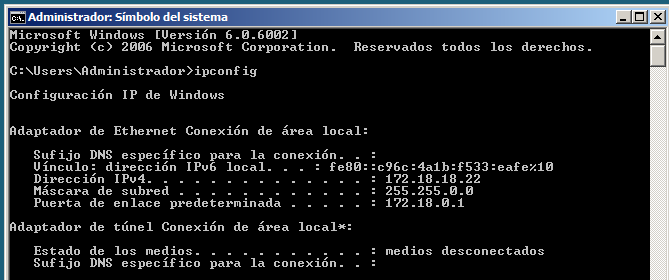 Administrador: Símbolo del sistema
Microsoft Windows [Versión 6.0.6002]
Copyright (c) 2006 Microsoft Corporation.  Reservados todos los derechos.
C:\Users\Administrador>ipconfig
Configuración IP de Windows
Adaptador de Ethernet Conexión de área local:
Sufijo DNS específico para la conexión. . :
Vínculo: dirección IPv6 local. . . : fe80::c96c:4a1b:f533:eafe%10
Dirección IPv4. . . . . . . . . . . . . . : 172.18.18.22
Máscara de subred . . . . . . . . . . . . : 255.255.0.0
Puerta de enlace predeterminada . . . . . : 172.18.0.1
Adaptador de túnel Conexión de área local*:
Estado de los medios. . . . . . . . . . . : medios desconectados
Sufijo DNS específico para la conexión. . :